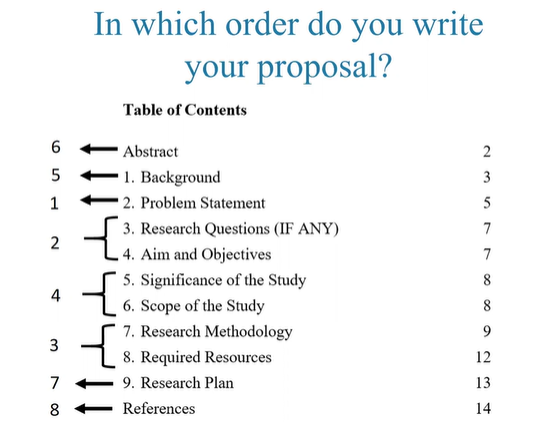 In which order do you write
your proposal?
Table of Contents
6 Abstract 2
5 1. Background 3
1 2. Problem Statement 5
2 3. Research Questions (IF ANY) 7
4. Aim and Objectives 7
4 5. Significance of the Study 8
6. Scope of the Study 8
3 7. Research Methodology 9
8. Required Resources 12
7 9. Research Plan 13
8 References 14